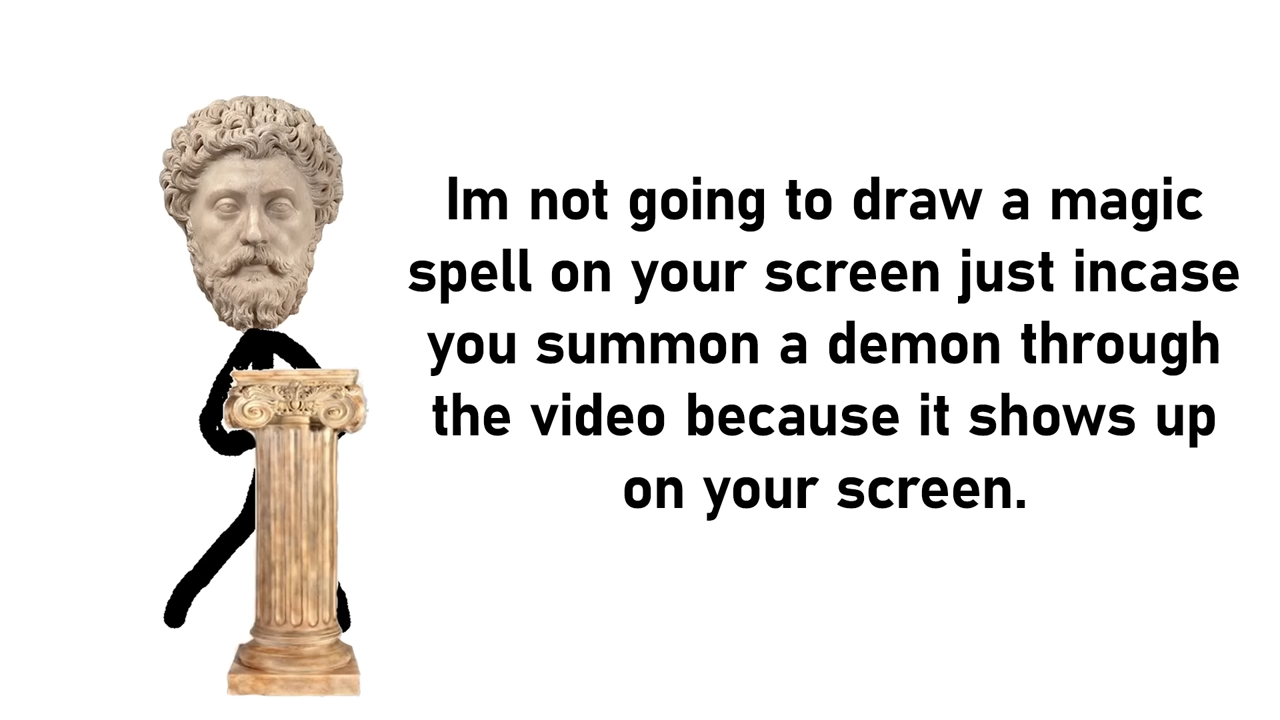 Im not going to draw a magic
spell on your screen just incase
you summon a demon through
the video because it shows up
on your screen.